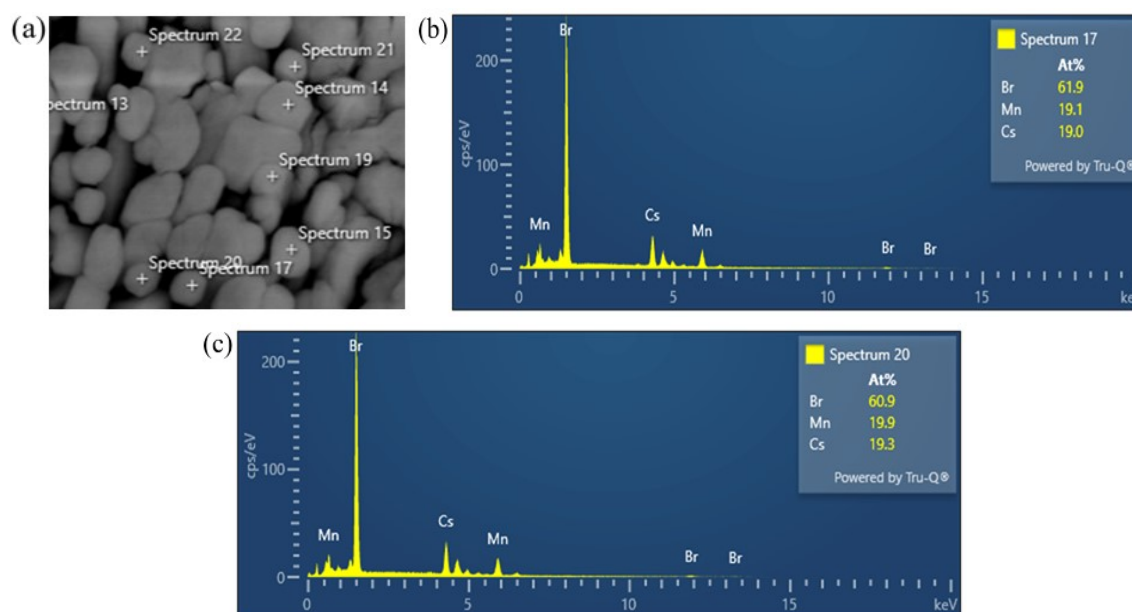 (a)
Spectrum 22
Spectrum 21
Spectrum 14
pectrum 13
Spectrum 19
Spectrum 15
Spectrum 20
Spectrum 17
(b)
Br
Spectrum 17
At%
Br 61.9
Mn 19.1
Cs 19.0
Powered by Tru-Q®
200
100
0
cps/eV
Mn
Cs
Mn
Br
Br
0 5 10 15 ke
(c)
Br
Spectrum 20
At%
Br 60.9
Mn 19.9
Cs 19.3
Powered by Tru-Q®
200
100
0
cps/eV
Mn
Cs
Mn
Br
Br
0 5 10 15 keV